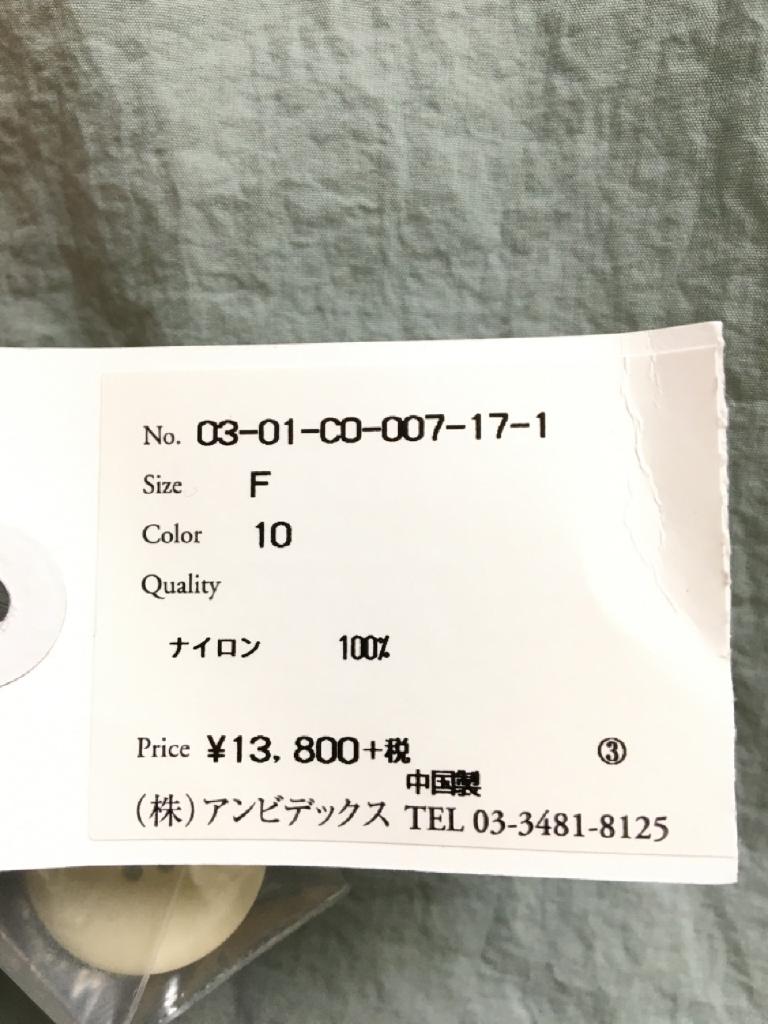 No. 03-01-CO-007-17-1
Size F
Color 10
Quality
ナイロン 100%
Price ¥13,800+税 ③
中国製
(株)アンビデックス TEL 03-3481-8125